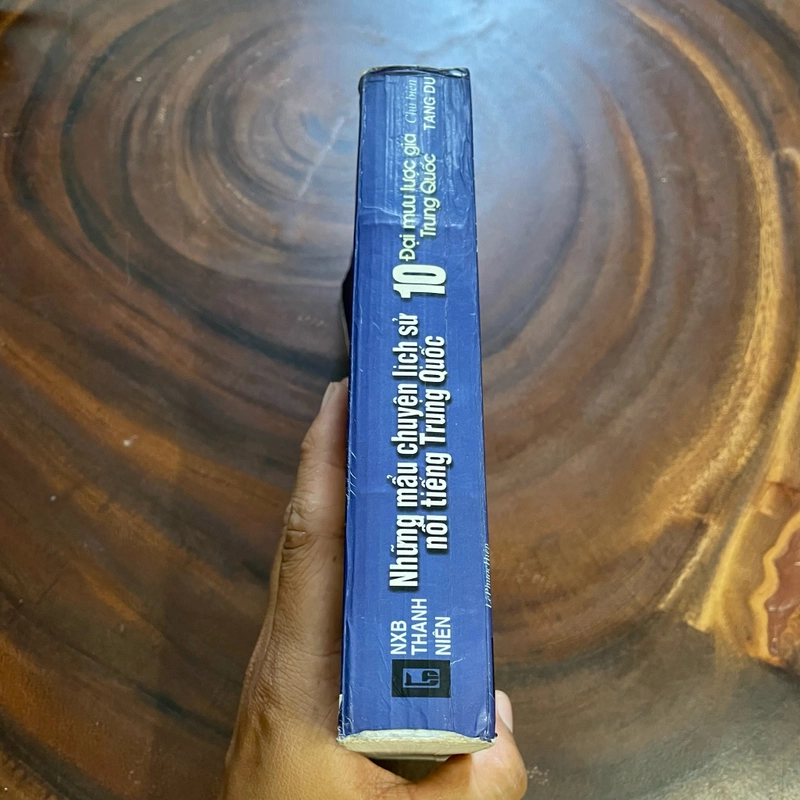 NXB
THANH
NIÊN
Những mẩu chuyện lịch sử
nổi tiếng Trung Quốc
10
Đại mưu lược gia
Trung Quốc
Chủ biên
TANG DU